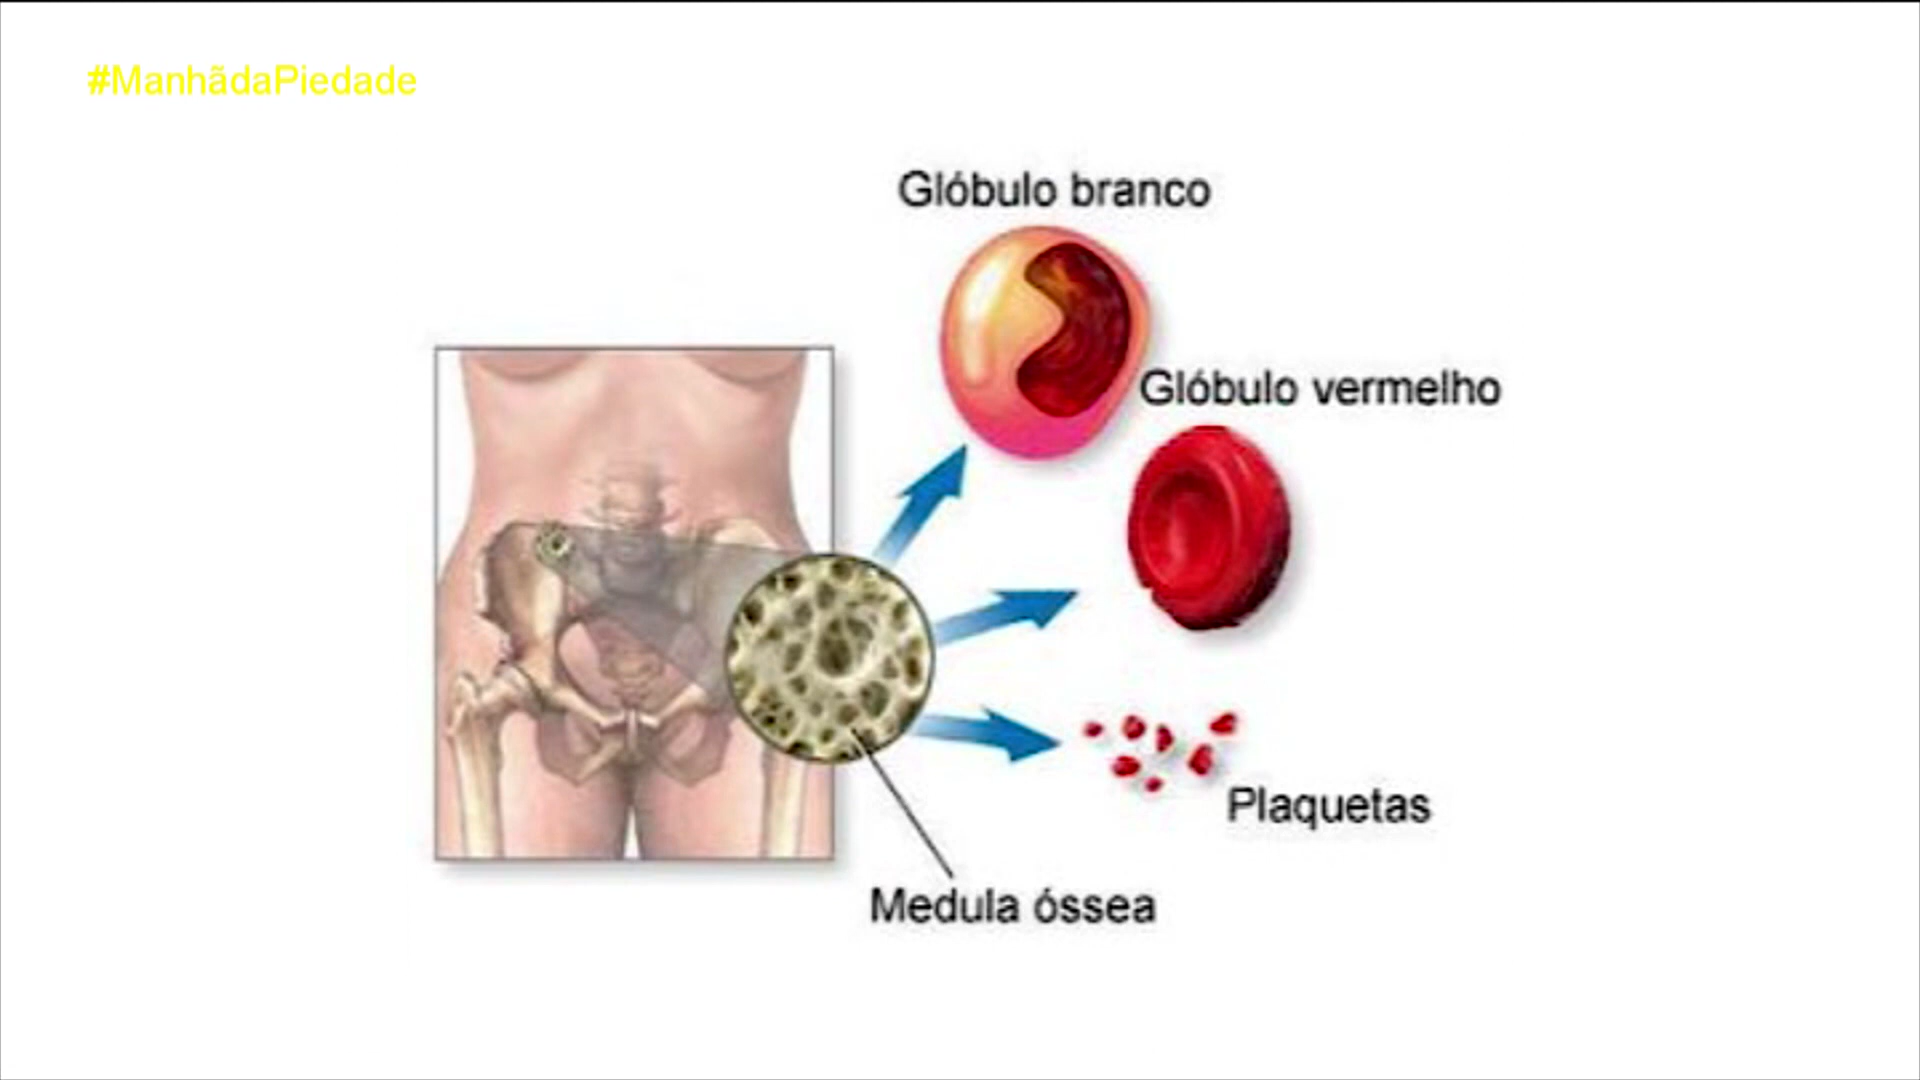 #ManhãdaPiedade
Glóbulo branco
Glóbulo vermelho
Plaquetas
Medula óssea